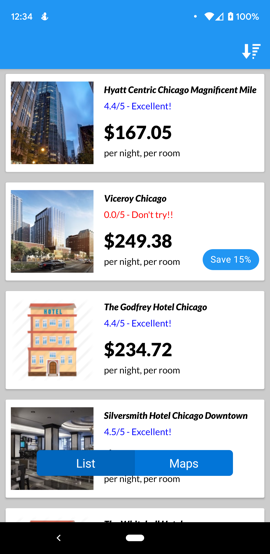 12:34
100%
Hyatt Centric Chicago Magnificent Mile
4.4/5 - Excellent!
$167.05
per night, per room
Viceroy Chicago
0.0/5 - Don't try!!
$249.38
per night, per room
Save 15%
HOTEL
The Godfrey Hotel Chicago
4.4/5 - Excellent!
$234.72
per night, per room
Silversmith Hotel Chicago Downtown
4.5/5 - Excellent!
List
Maps
per night, per room